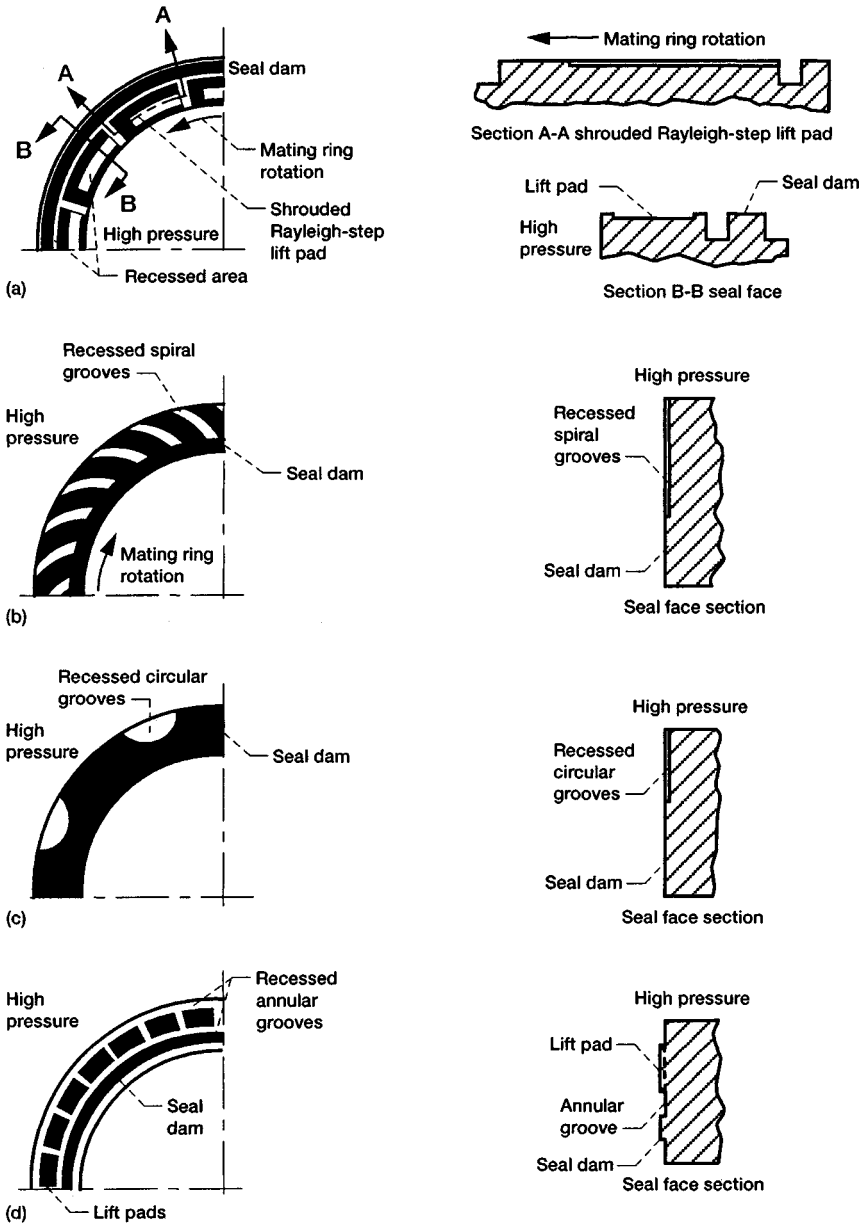 A
A
Seal dam
B
B
Mating ring
rotation
Shrouded
Rayleigh-step
lift pad
High pressure
Recessed area
(a)
Mating ring rotation
Section A-A shrouded Rayleigh-step lift pad
Lift pad
Seal dam
High
pressure
Section B-B seal face
Recessed spiral
grooves
High
pressure
Seal dam
Mating ring
rotation
(b)
High pressure
Recessed
spiral
grooves
Seal dam
Seal face section
Recessed circular
grooves
High
pressure
Seal dam
(c)
High pressure
Recessed
circular
grooves
Seal dam
Seal face section
High
pressure
Recessed
annular
grooves
Seal
dam
Lift pads
(d)
High pressure
Lift pad
Annular
groove
Seal dam
Seal face section